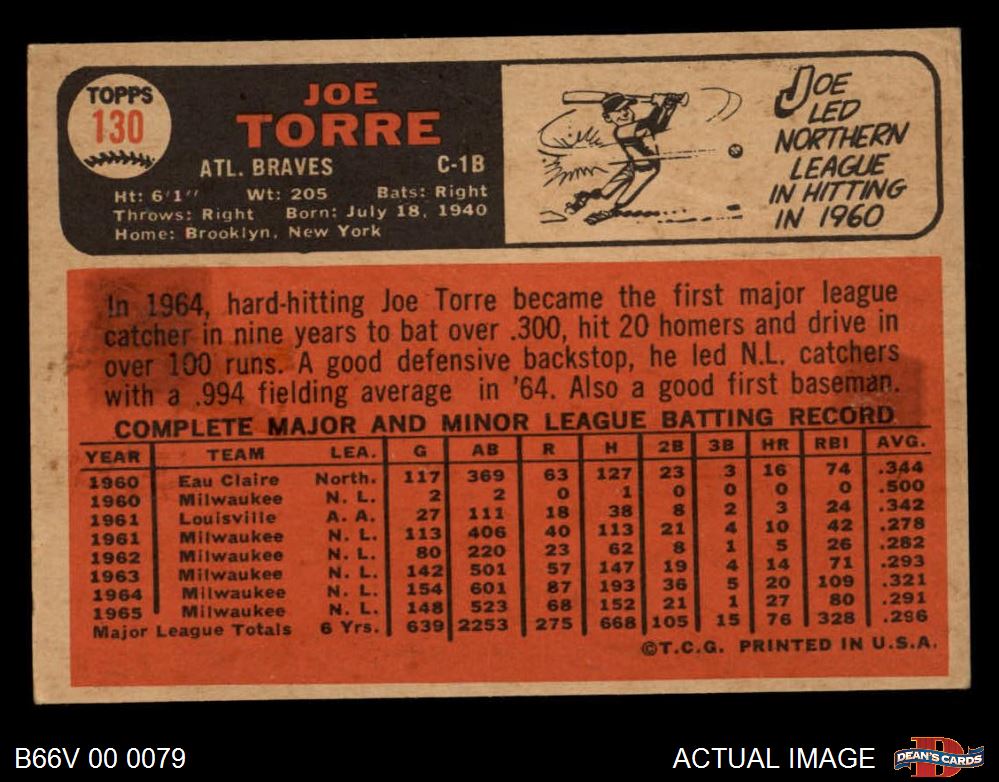 TOPPS
130
JOE
TORRE
ATL. BRAVES C-1B
Ht: 6'1" Wt: 205 Bats: Right
Throws: Right Born: July 18, 1940
Home: Brooklyn, New York
JOE
LED
NORTHERN
LEAGUE
IN HITTING
IN 1960
In 1964, hard-hitting Joe Torre became the first major league
catcher in nine years to bat over .300, hit 20 homers and drive in
over 100 runs. A good defensive backstop, he led N.L. catchers
with a .994 fielding average in '64. Also a good first baseman.
COMPLETE MAJOR AND MINOR LEAGUE BATTING RECORD
YEAR TEAM LEA. G AB R H 2B 3B HR RBI AVG.
1960 Eau Claire North. 117 369 63 127 23 3 16 74 .344
1960 Milwaukee N. L. 2 2 0 1 0 0 0 0 .500
1961 Louisville A. A. 27 111 18 38 8 2 3 24 .342
1961 Milwaukee N. L. 113 406 40 113 21 4 10 42 .278
1962 Milwaukee N. L. 80 220 23 62 8 1 5 26 .282
1963 Milwaukee N. L. 142 501 57 147 19 4 14 71 .293
1964 Milwaukee N. L. 154 601 87 193 36 5 20 109 .321
1965 Milwaukee N. L. 148 523 68 152 21 1 27 80 .291
Major League Totals 6 Yrs. 639 2253 275 668 105 15 76 328 .296
©T.C.G. PRINTED IN U.S.A.
B66V 00 0079 ACTUAL IMAGE
D
DEAN'S CARDS